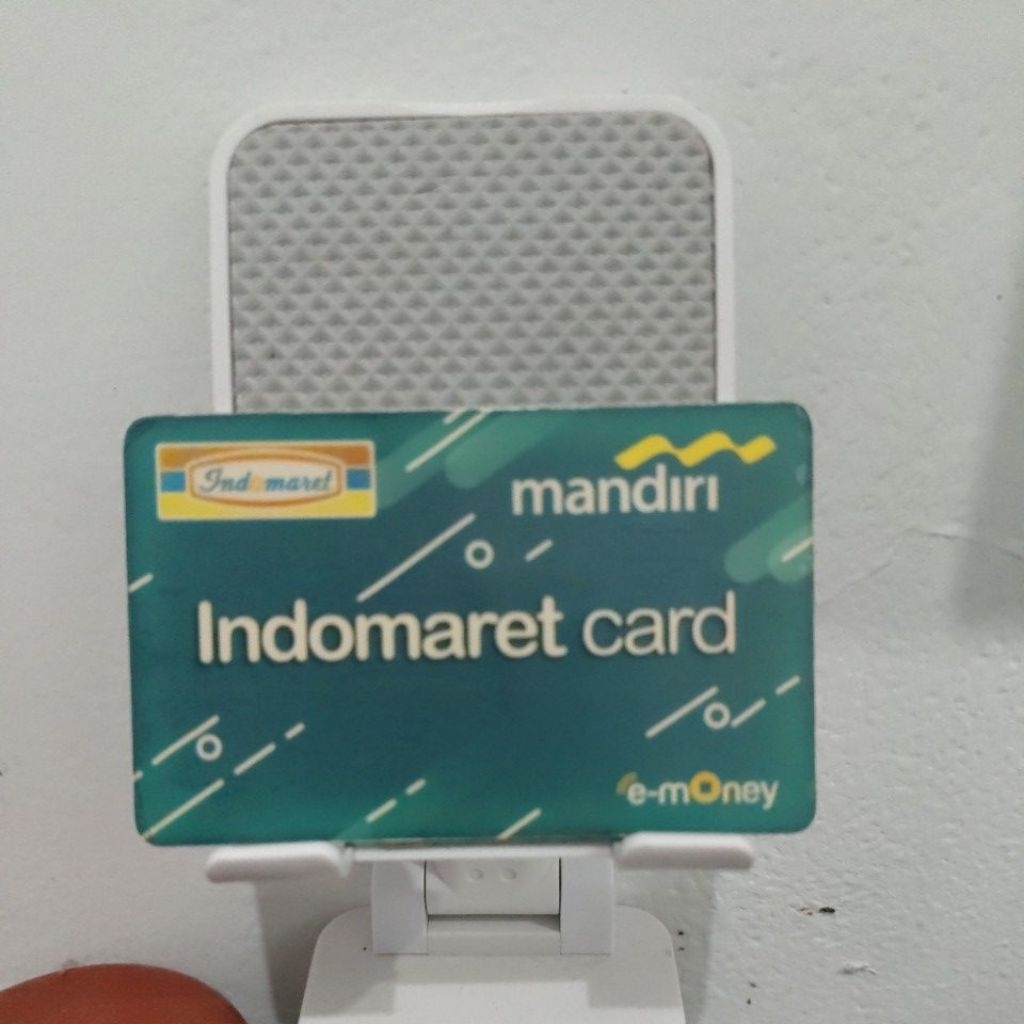 Indomaret
mandiri
Indomaret card
e-money